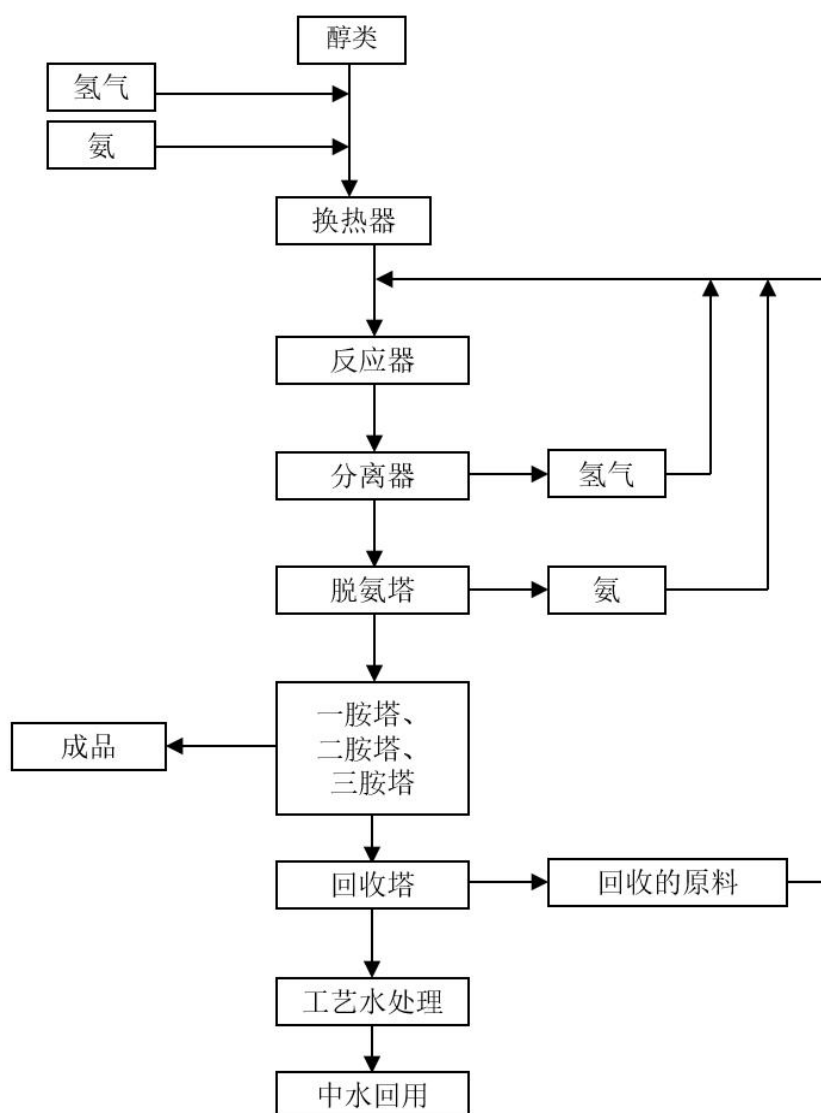 醇类
氢气
氨
换热器
反应器
分离器
氢气
脱氨塔
氨
一胺塔、
二胺塔、
三胺塔
成品
回收塔
回收的原料
工艺水处理
中水回用